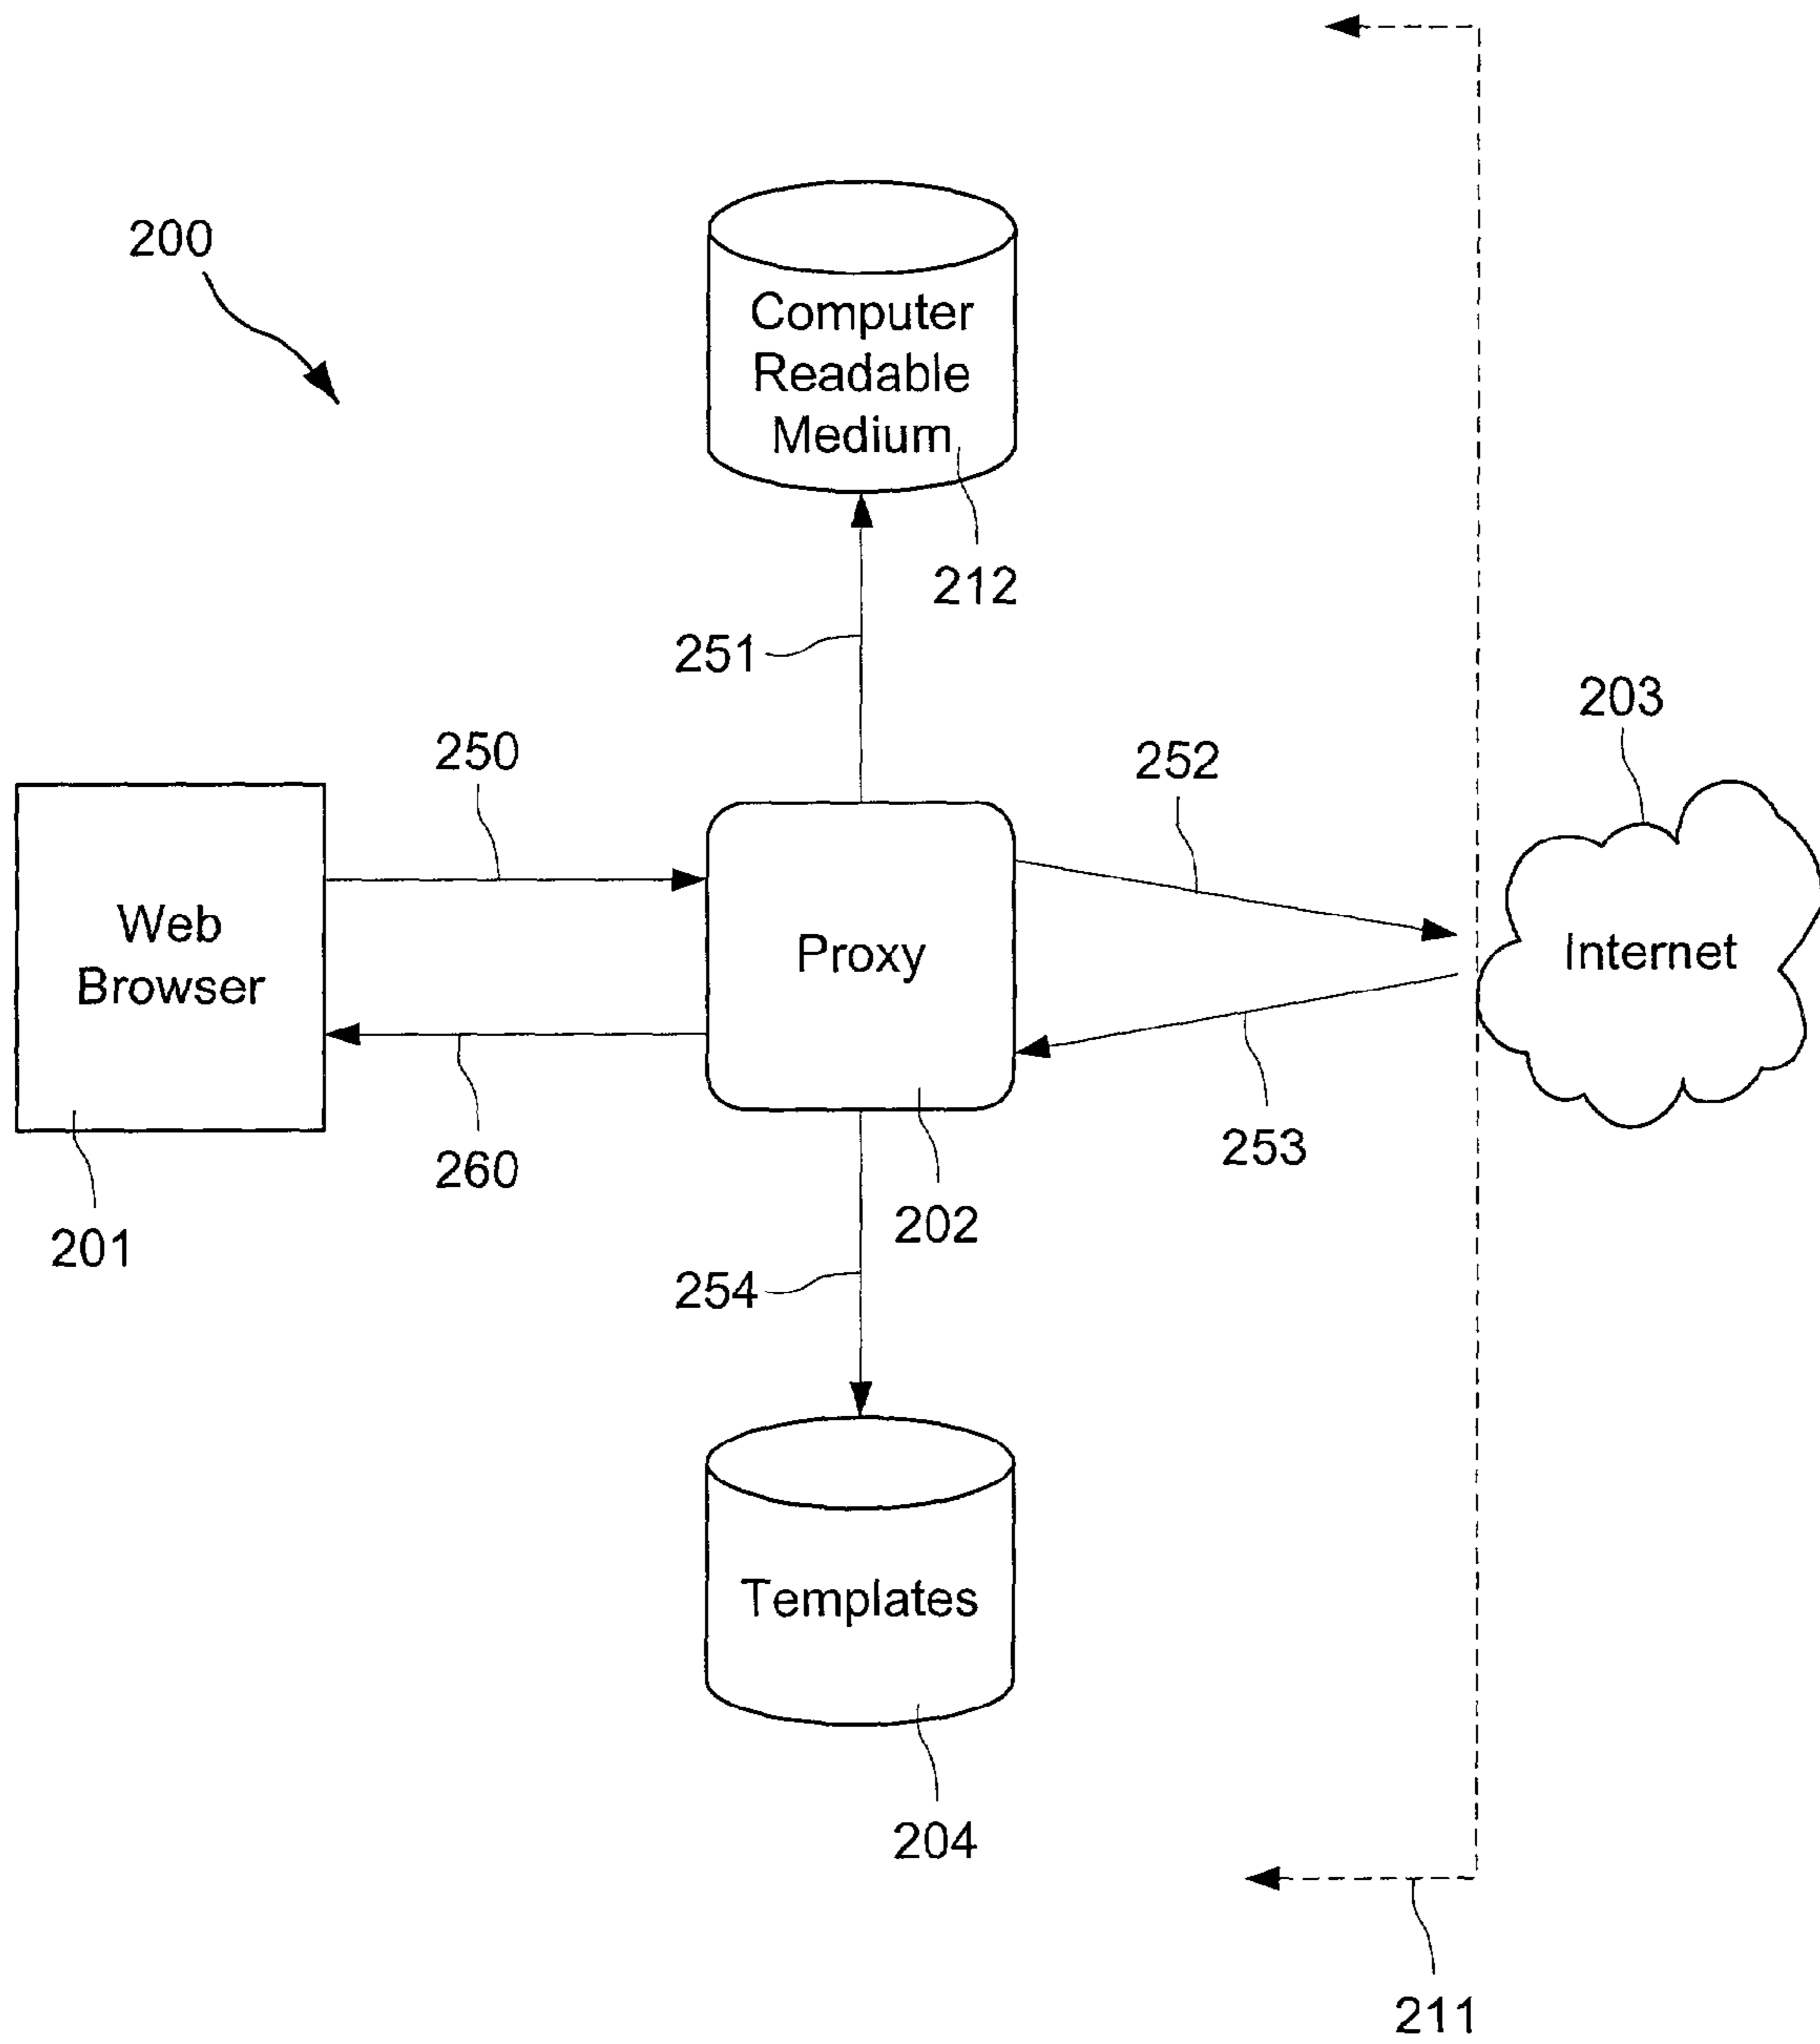 200
Computer
Readable
Medium
212
251
203
250
252
Web
Browser
Proxy
Internet
260
253
201
202
254
Templates
204
211